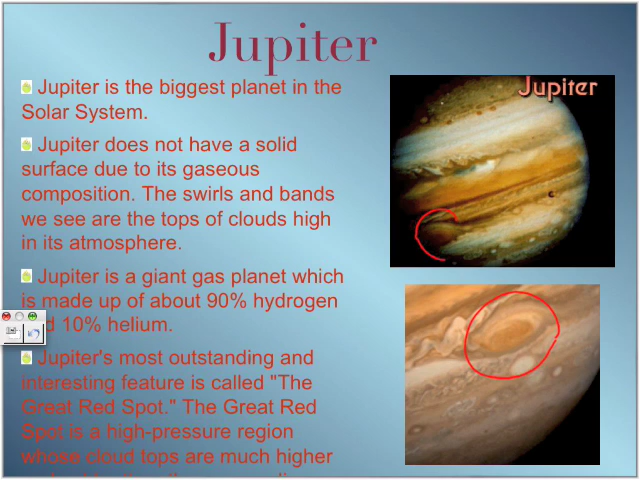 Jupiter
Jupiter is the biggest planet in the
Solar System.
Jupiter does not have a solid
surface due to its gaseous
composition. The swirls and bands
we see are the tops of clouds high
in its atmosphere.
Jupiter is a giant gas planet which
is made up of about 90% hydrogen
10% helium.
Jupiter's most outstanding and
interesting feature is called "The
Great Red Spot." The Great Red
Spot is a high-pressure region
whose cloud tops are much higher
Jupiter